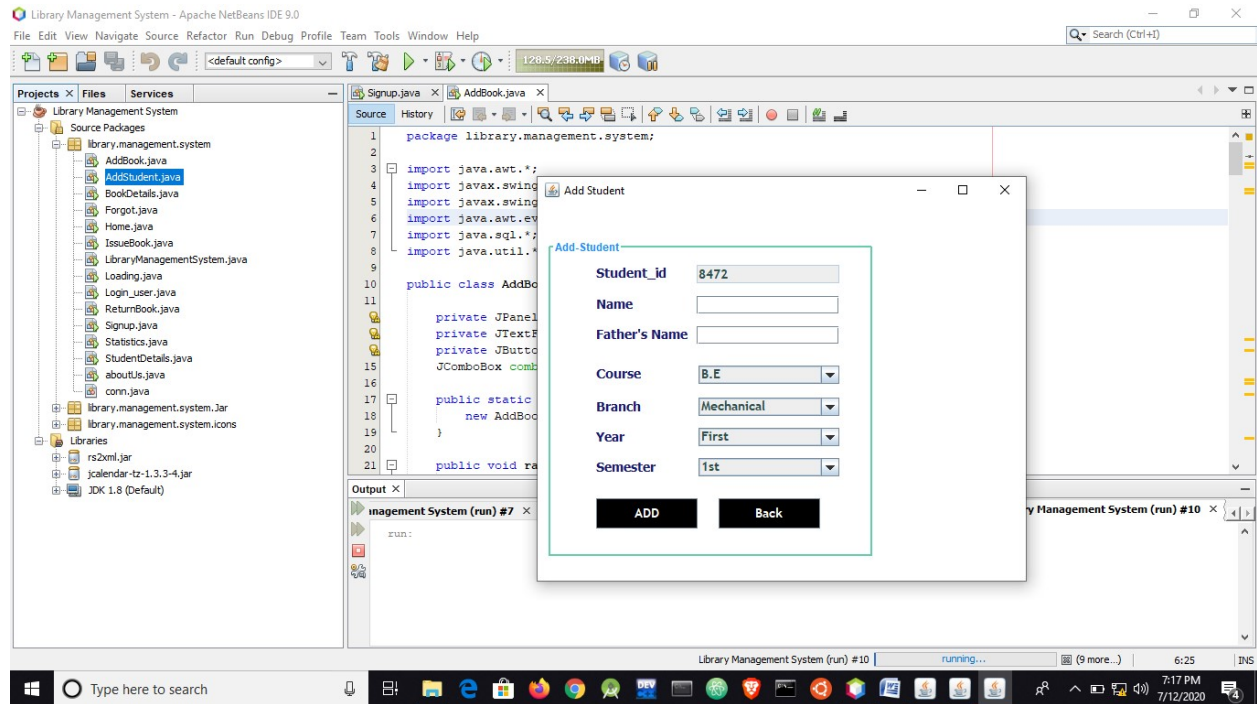 Library Management System - Apache NetBeans IDE 9.0
File Edit View Navigate Source Refactor Run Debug Profile Team Tools Window Help
Search (Ctrl+I)
<default config>
128.5/238.0MB
Projects Files Services
Library Management System
Source Packages
library.management.system
AddBook.java
AddStudent.java
BookDetails.java
Forgot.java
Home.java
IssueBook.java
LibraryManagementSystem.java
Loading.java
Login_user.java
ReturnBook.java
Signup.java
Statistics.java
StudentDetails.java
aboutUs.java
conn.java
library.management.system.Jar
library.management.system.icons
Libraries
rs2xml.jar
jcalendar-tz-1.3.3-4.jar
JDK 1.8 (Default)
Signup.java AddBook.java
Source History
1 package library.management.system;
2
3 import java.awt.*;
4 import javax.swing
5 import javax.swing
6 import java.awt.ev
7 import java.sql.*;
8 import java.util.*
9
10 public class AddBo
11
private JPanel
private JTextF
private JButto
15 JComboBox comb
16
17 public static
18 new AddBoo
19 }
20
21 public void ra
Add Student
Add-Student
Student_id 8472
Name
Father's Name
Course B.E
Branch Mechanical
Year First
Semester 1st
ADD Back
Output
nagement System (run) #7
y Management System (run) #10
run:
Library Management System (run) #10 running... (9 more...) 6:25 INS
Type here to search
DEV
7:17 PM
7/12/2020
4